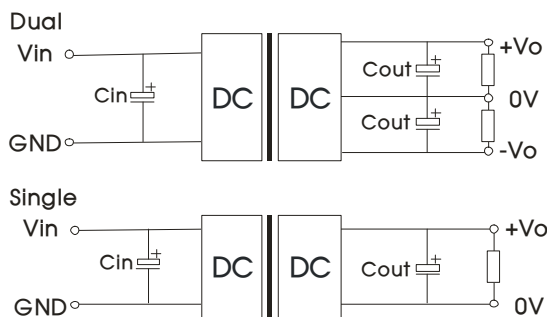 Dual
Vin
+Vo
Cout
Cin
DC
DC
0V
Cout
GND
-Vo
Single
Vin
+Vo
Cin
DC
DC
Cout
GND
0V